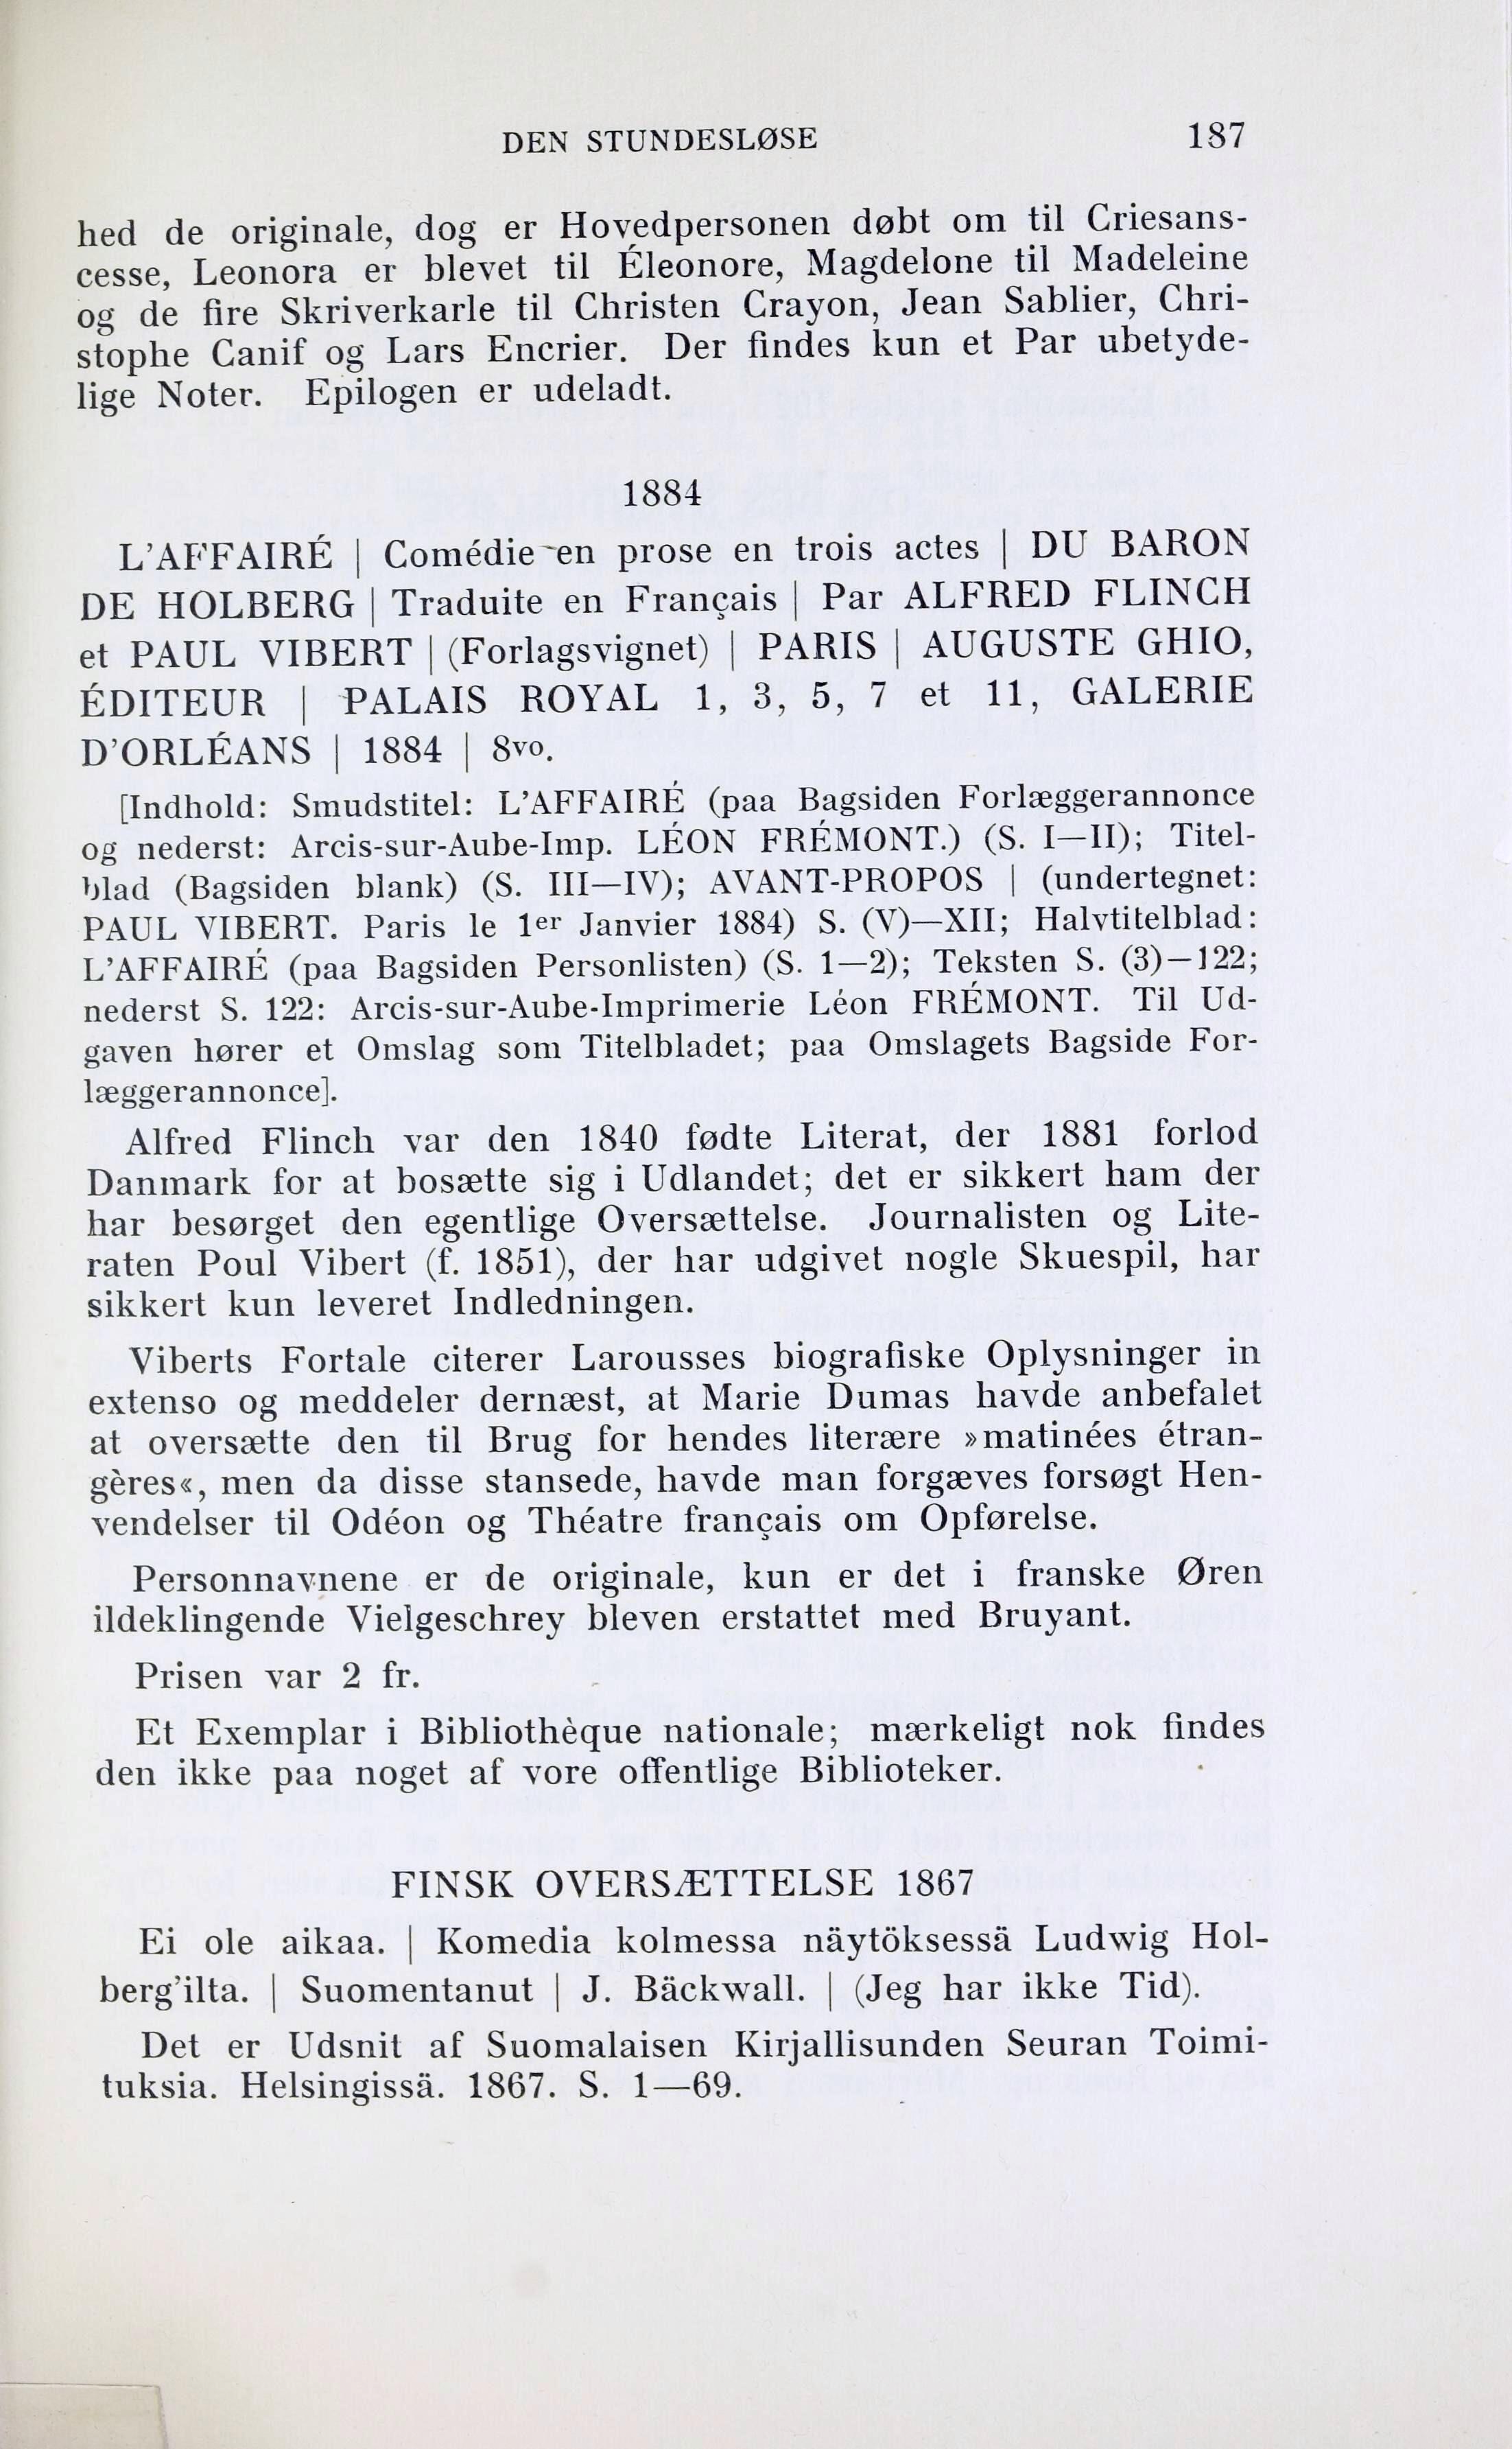 DEN STUNDESLØSE 187
hed de originale, dog er Hovedpersonen døbt om til Criesans-
cesse, Leonora er blevet til Éleonore, Magdelone til Madeleine
og de fire Skriverkarle til Christen Crayon, Jean Sablier, Chri-
stophe Canif og Lars Encrier. Der findes kun et Par ubetyde-
lige Noter. Epilogen er udeladt.
1884
L'AFFAIRÉ | Comédie en prose en trois actes | DU BARON
DE HOLBERG | Traduite en Français | Par ALFRED FLINCH
et PAUL VIBERT | (Forlagsvignet) | PARIS | AUGUSTE GHIO,
ÉDITEUR | PALAIS ROYAL 1, 3, 5, 7 et 11, GALERIE
D'ORLÉANS | 1884 | 8vo.
[Indhold: Smudstitel: L'AFFAIRÉ (paa Bagsiden Forlæggerannonce
og nederst: Arcis-sur-Aube-Imp. LÉON FRÉMONT.) (S. I—II); Titel-
blad (Bagsiden blank) (S. III—IV); AVANT-PROPOS | (undertegnet:
PAUL VIBERT. Paris le 1er Janvier 1884) S. (V)—XII; Halvtitelblad:
L'AFFAIRÉ (paa Bagsiden Personlisten) (S. 1—2); Teksten S. (3)—122;
nederst S. 122: Arcis-sur-Aube-Imprimerie Léon FRÉMONT. Til Ud-
gaven hører et Omslag som Titelbladet; paa Omslagets Bagside For-
læggerannonce].
Alfred Flinch var den 1840 fødte Literat, der 1881 forlod
Danmark for at bosætte sig i Udlandet; det er sikkert ham der
har besørget den egentlige Oversættelse. Journalisten og Lite-
raten Poul Vibert (f. 1851), der har udgivet nogle Skuespil, har
sikkert kun leveret Indledningen.
Viberts Fortale citerer Larousses biografiske Oplysninger in
extenso og meddeler dernæst, at Marie Dumas havde anbefalet
at oversætte den til Brug for hendes literære »matinées étran-
gères«, men da disse stansede, havde man forgæves forsøgt Hen-
vendelser til Odéon og Théatre français om Opførelse.
Personnavnene er de originale, kun er det i franske Øren
ildeklingende Vielgeschrey bleven erstattet med Bruyant.
Prisen var 2 fr.
Et Exemplar i Bibliothèque nationale; mærkeligt nok findes
den ikke paa noget af vore offentlige Biblioteker.
FINSK OVERSÆTTELSE 1867
Ei ole aikaa. | Komedia kolmessa näytöksessä Ludwig Hol-
berg'ilta. | Suomentanut | J. Bäckwall. | (Jeg har ikke Tid).
Det er Udsnit af Suomalaisen Kirjallisunden Seuran Toimi-
tuksia. Helsingissä. 1867. S. 1—69.